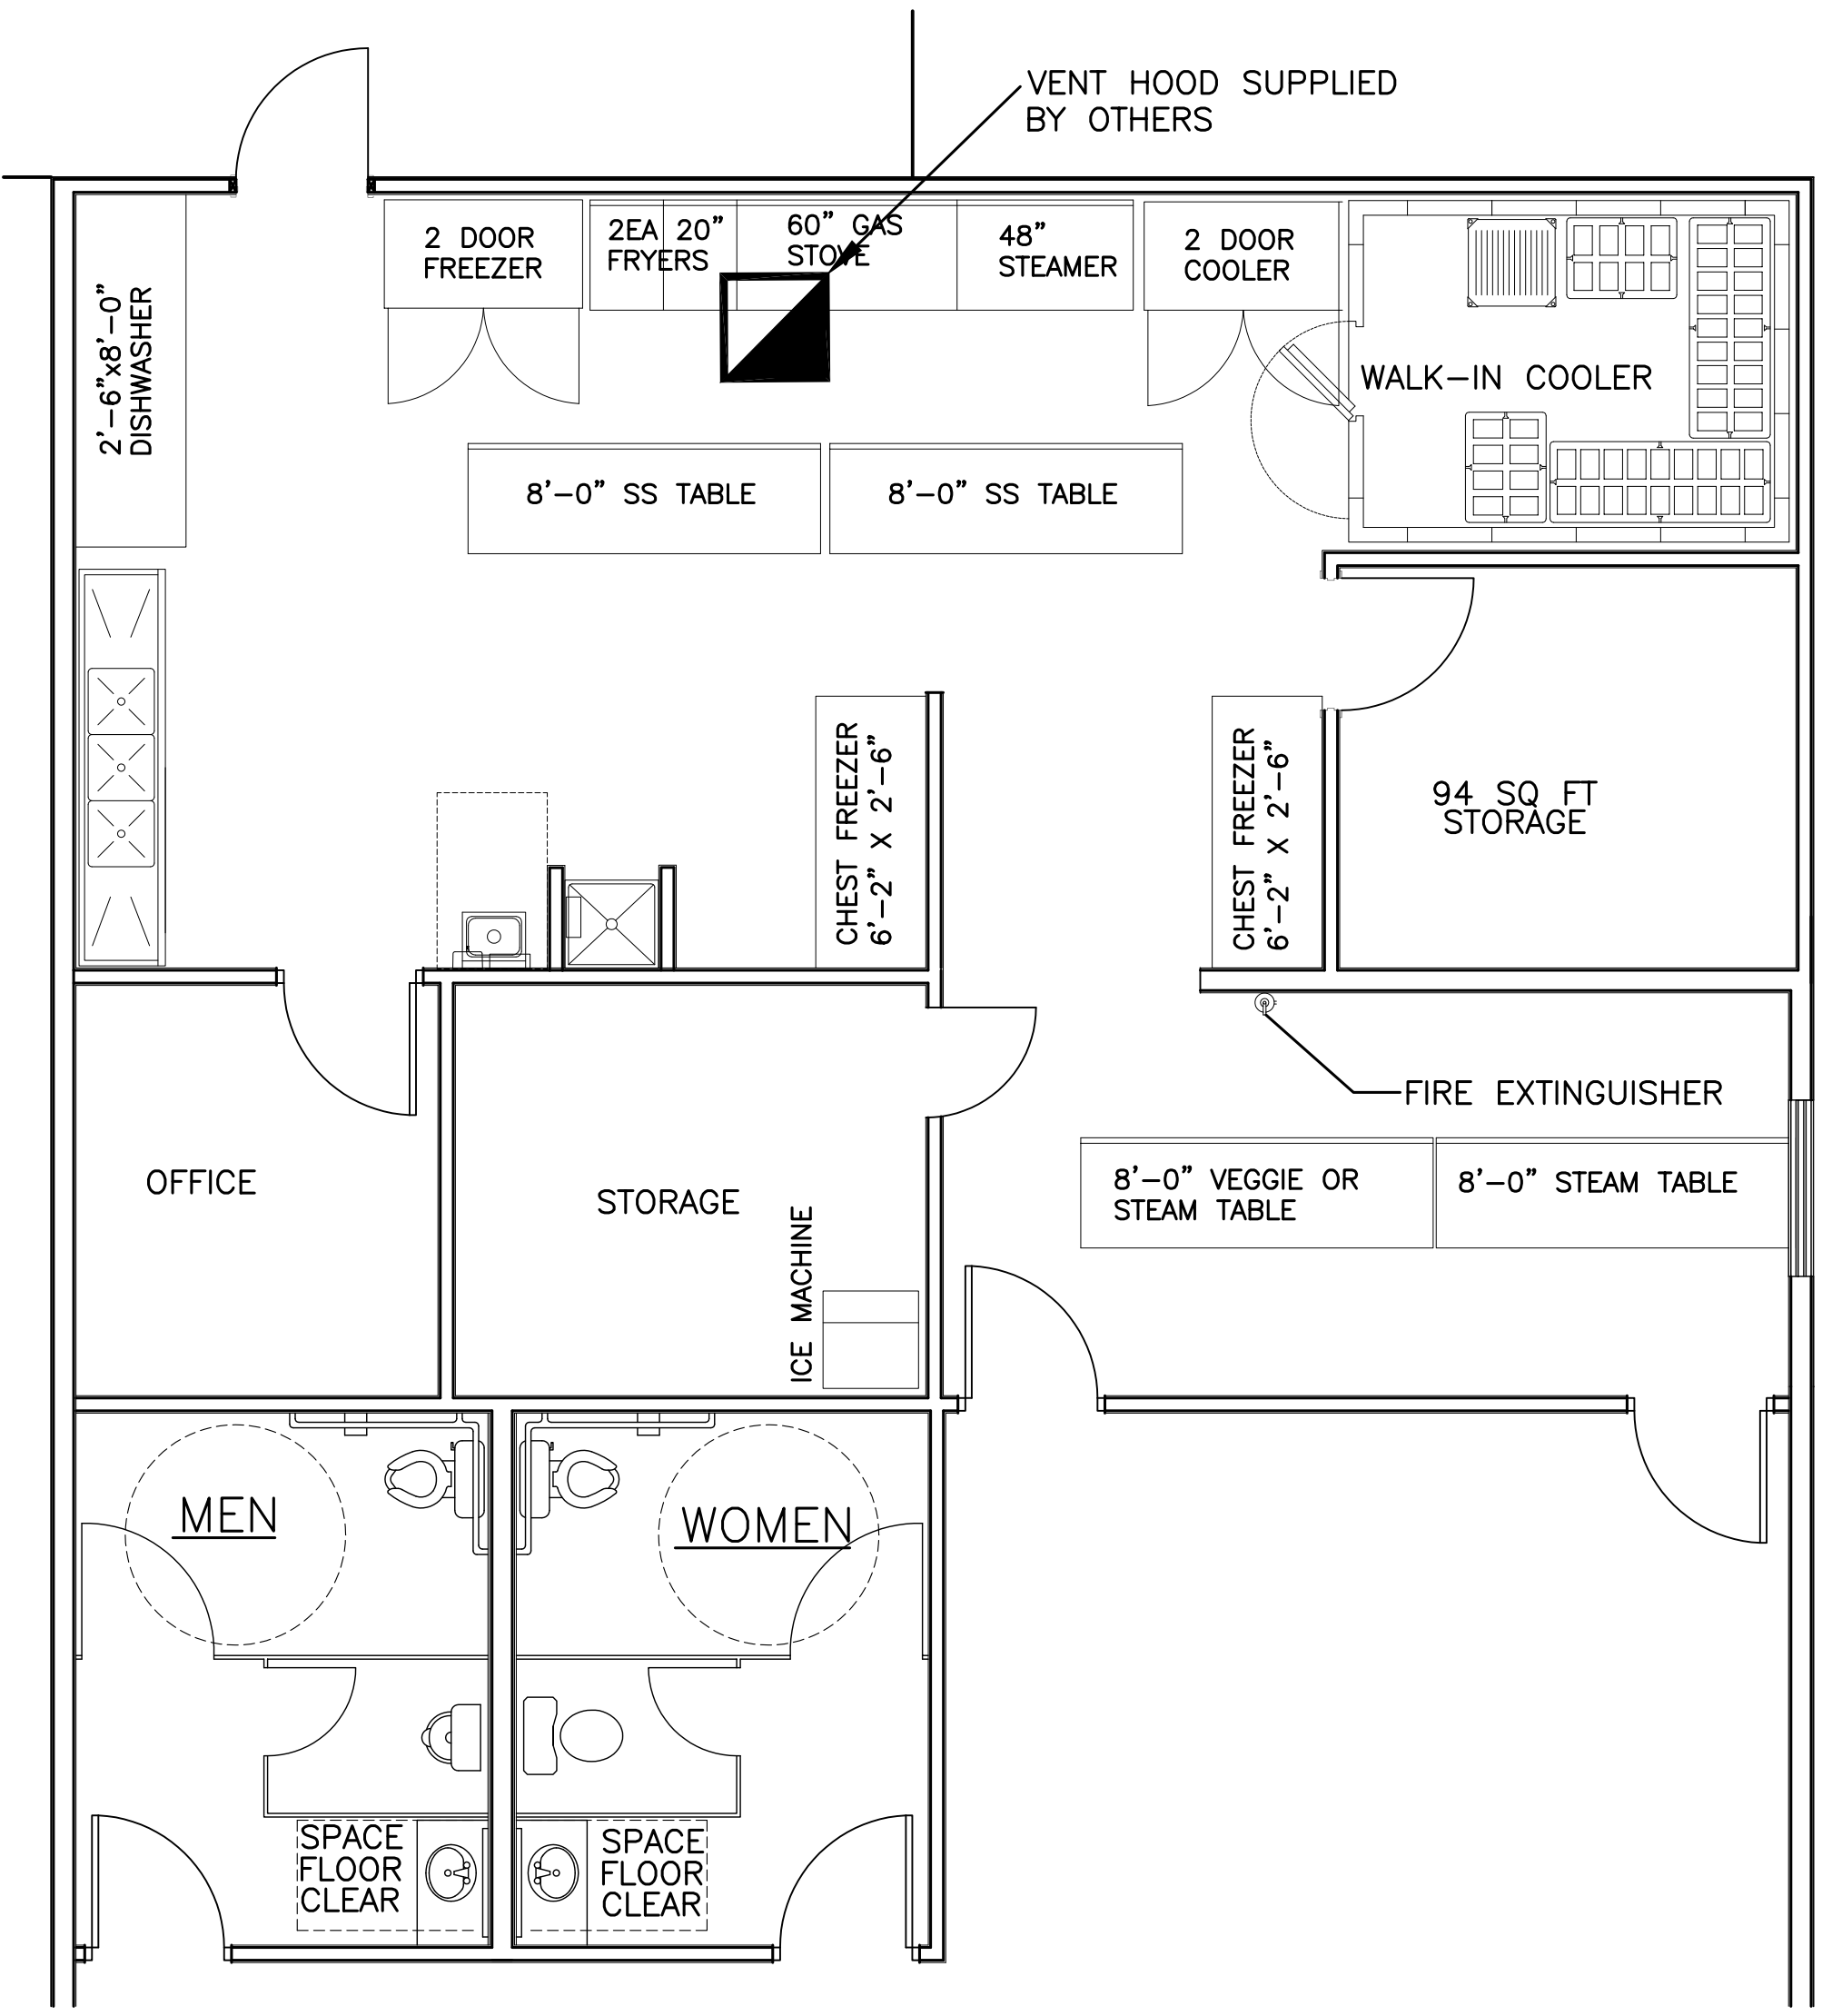 VENT HOOD SUPPLIED
BY OTHERS
2 DOOR
FREEZER
2EA 20"
FRYERS
60" GAS
STOVE
48"
STEAMER
2 DOOR
COOLER
2'-6"x8'-0"
DISHWASHER
WALK-IN COOLER
8'-0" SS TABLE
8'-0" SS TABLE
CHEST FREEZER
6'-2" X 2'-6"
CHEST FREEZER
6'-2" X 2'-6"
94 SQ FT
STORAGE
FIRE EXTINGUISHER
OFFICE
STORAGE
ICE MACHINE
8'-0" VEGGIE OR
STEAM TABLE
8'-0" STEAM TABLE
MEN
WOMEN
SPACE
FLOOR
CLEAR
SPACE
FLOOR
CLEAR